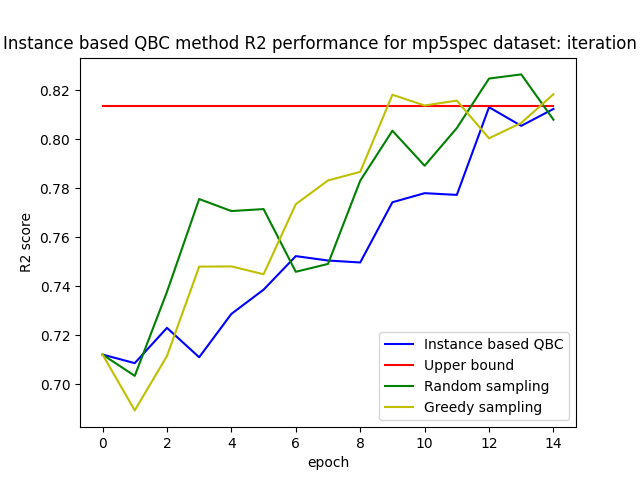 Instance based QBC method R2 performance for mp5spec dataset: iteration
R2 score
0.82
0.80
0.78
0.76
0.74
0.72
0.70
Instance based QBC
Upper bound
Random sampling
Greedy sampling
0 2 4 6 8 10 12 14
epoch